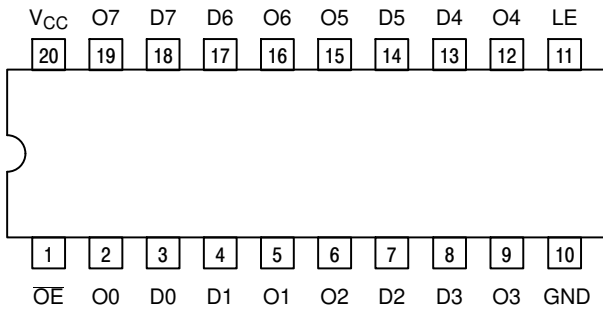 VCC O7 D7 D6 O6 O5 D5 D4 O4 LE
20 19 18 17 16 15 14 13 12 11
1 2 3 4 5 6 7 8 9 10
O̅E̅ O0 D0 D1 O1 O2 D2 D3 O3 GND